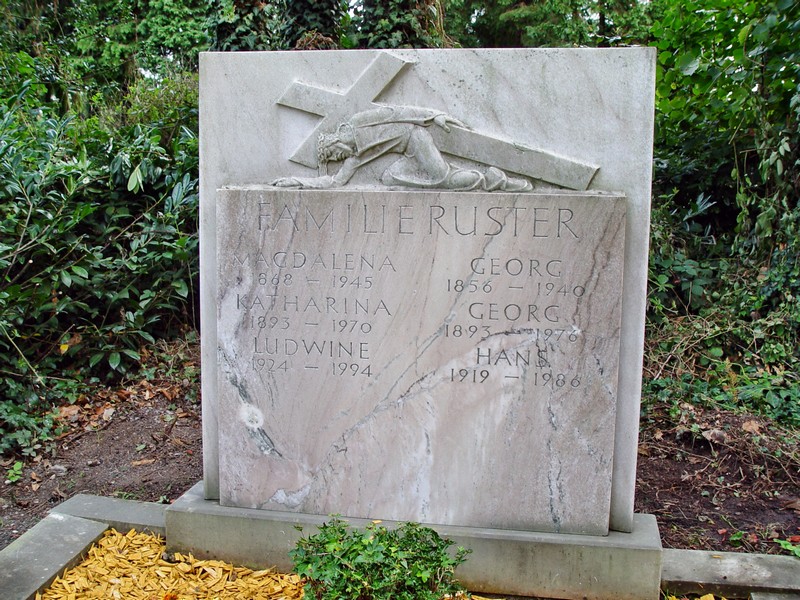 FAMILIE RUSTER
MAGDALENA GEORG
1868 – 1945 1856 – 1940
KATHARINA GEORG
1893 – 1970 1893 – 1976
LUDWINE HANS
1924 – 1994 1919 – 1986